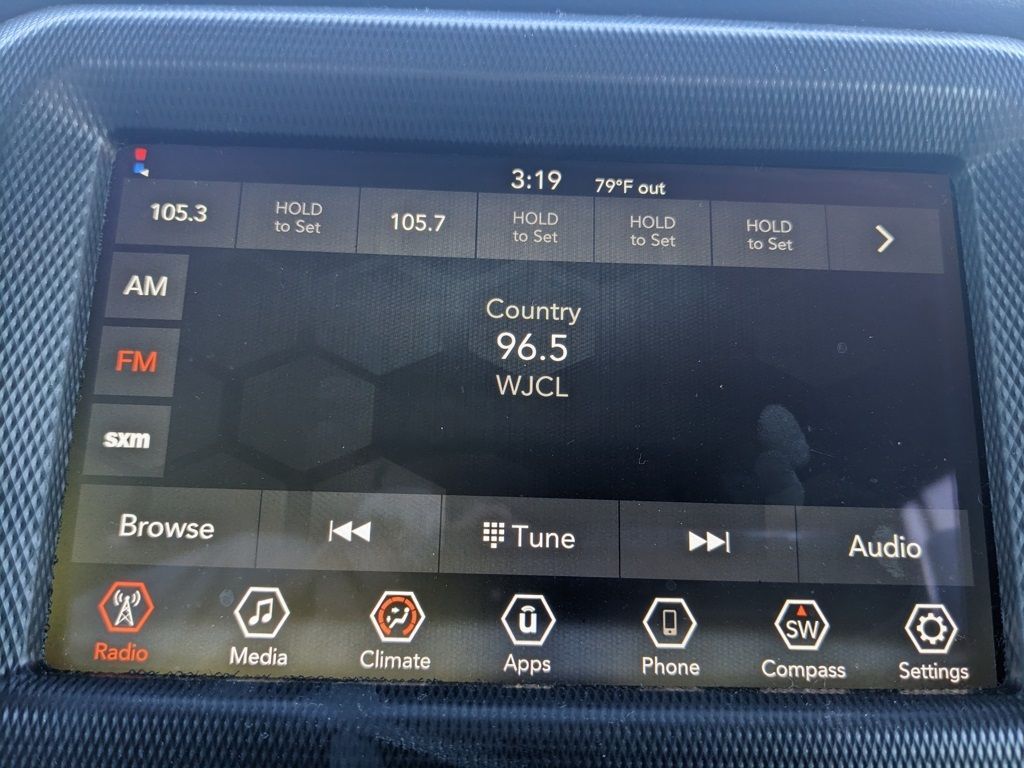 3:19 79°F out
105.3 HOLD to Set 105.7 HOLD to Set HOLD to Set HOLD to Set
AM
FM
sxm
Country
96.5
WJCL
Browse Tune Audio
u SW
Radio Media Climate Apps Phone Compass Settings